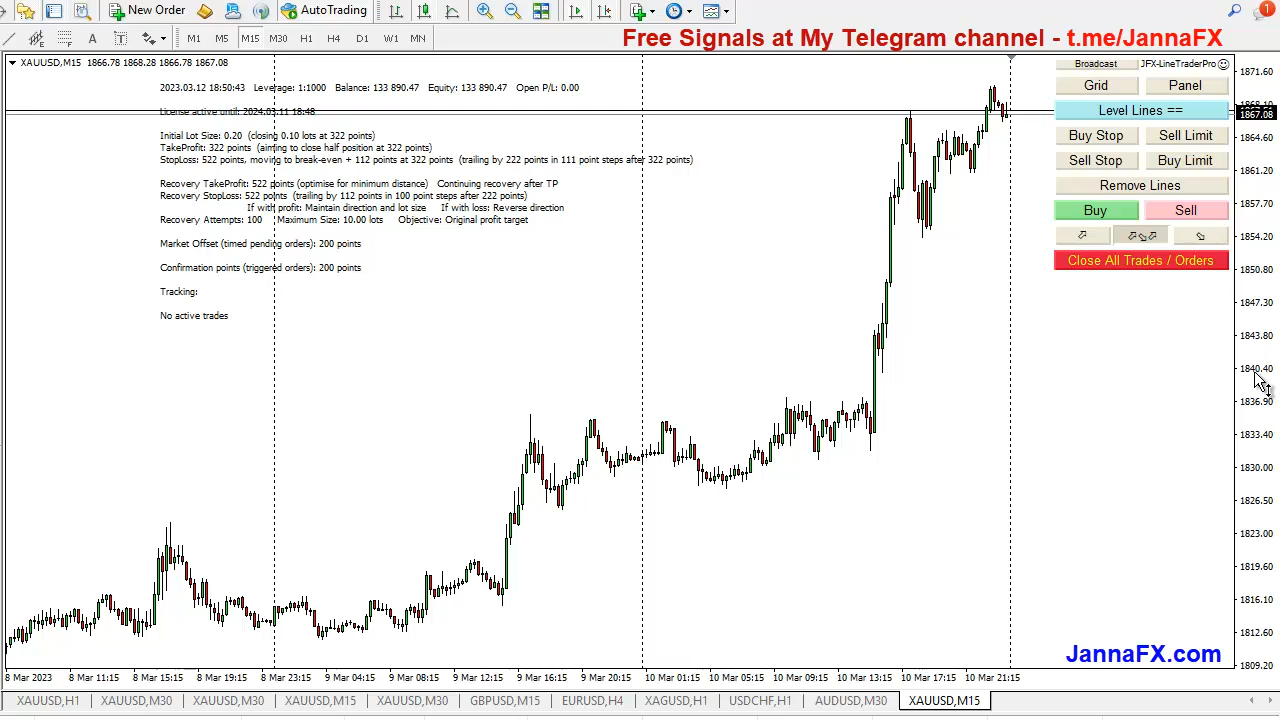 New Order
AutoTrading
1
A
T
M1
M5
M15
M30
H1
H4
D1
W1
MN
Free Signals at My Telegram channel - t.me/JannaFX
XAUUSD,M15 1866.78 1868.28 1866.78 1867.08
Broadcast
JFX-LineTraderPro
2023.03.12 18:50:43 Leverage: 1:1000 Balance: 133 890.47 Equity: 133 890.47 Open P/L: 0.00
License active until: 2024.03.11 18:48
Initial Lot Size: 0.20 (closing 0.10 lots at 322 points)
TakeProfit: 322 points (aiming to close half position at 322 points)
StopLoss: 522 points, moving to break-even + 112 points at 322 points (trailing by 222 points in 111 point steps after 322 points)
Recovery TakeProfit: 522 points (optimise for minimum distance) Continuing recovery after TP
Recovery StopLoss: 522 points (trailing by 112 points in 100 point steps after 222 points)
If with profit: Maintain direction and lot size If with loss: Reverse direction
Recovery Attempts: 100 Maximum Size: 10.00 lots Objective: Original profit target
Market Offset (timed pending orders): 200 points
Confirmation points (triggered orders): 200 points
Tracking:
No active trades
Grid
Panel
Level Lines ==
Buy Stop
Sell Limit
Sell Stop
Buy Limit
Remove Lines
Buy
Sell
Close All Trades / Orders
1871.60
1867.08
1864.60
1861.20
1857.70
1854.20
1850.80
1847.30
1843.80
1840.40
1836.90
1833.40
1830.00
1826.50
1823.00
1819.60
1816.10
1812.60
1809.20
JannaFX.com
8 Mar 2023
8 Mar 11:15
8 Mar 15:15
8 Mar 19:15
8 Mar 23:15
9 Mar 04:15
9 Mar 08:15
9 Mar 12:15
9 Mar 16:15
9 Mar 20:15
10 Mar 01:15
10 Mar 05:15
10 Mar 09:15
10 Mar 13:15
10 Mar 17:15
10 Mar 21:15
XAUUSD,H1
XAUUSD,M30
XAUUSD,M30
XAUUSD,M15
XAUUSD,M30
GBPUSD,M15
EURUSD,H4
XAGUSD,H1
USDCHF,H1
AUDUSD,M30
XAUUSD,M15